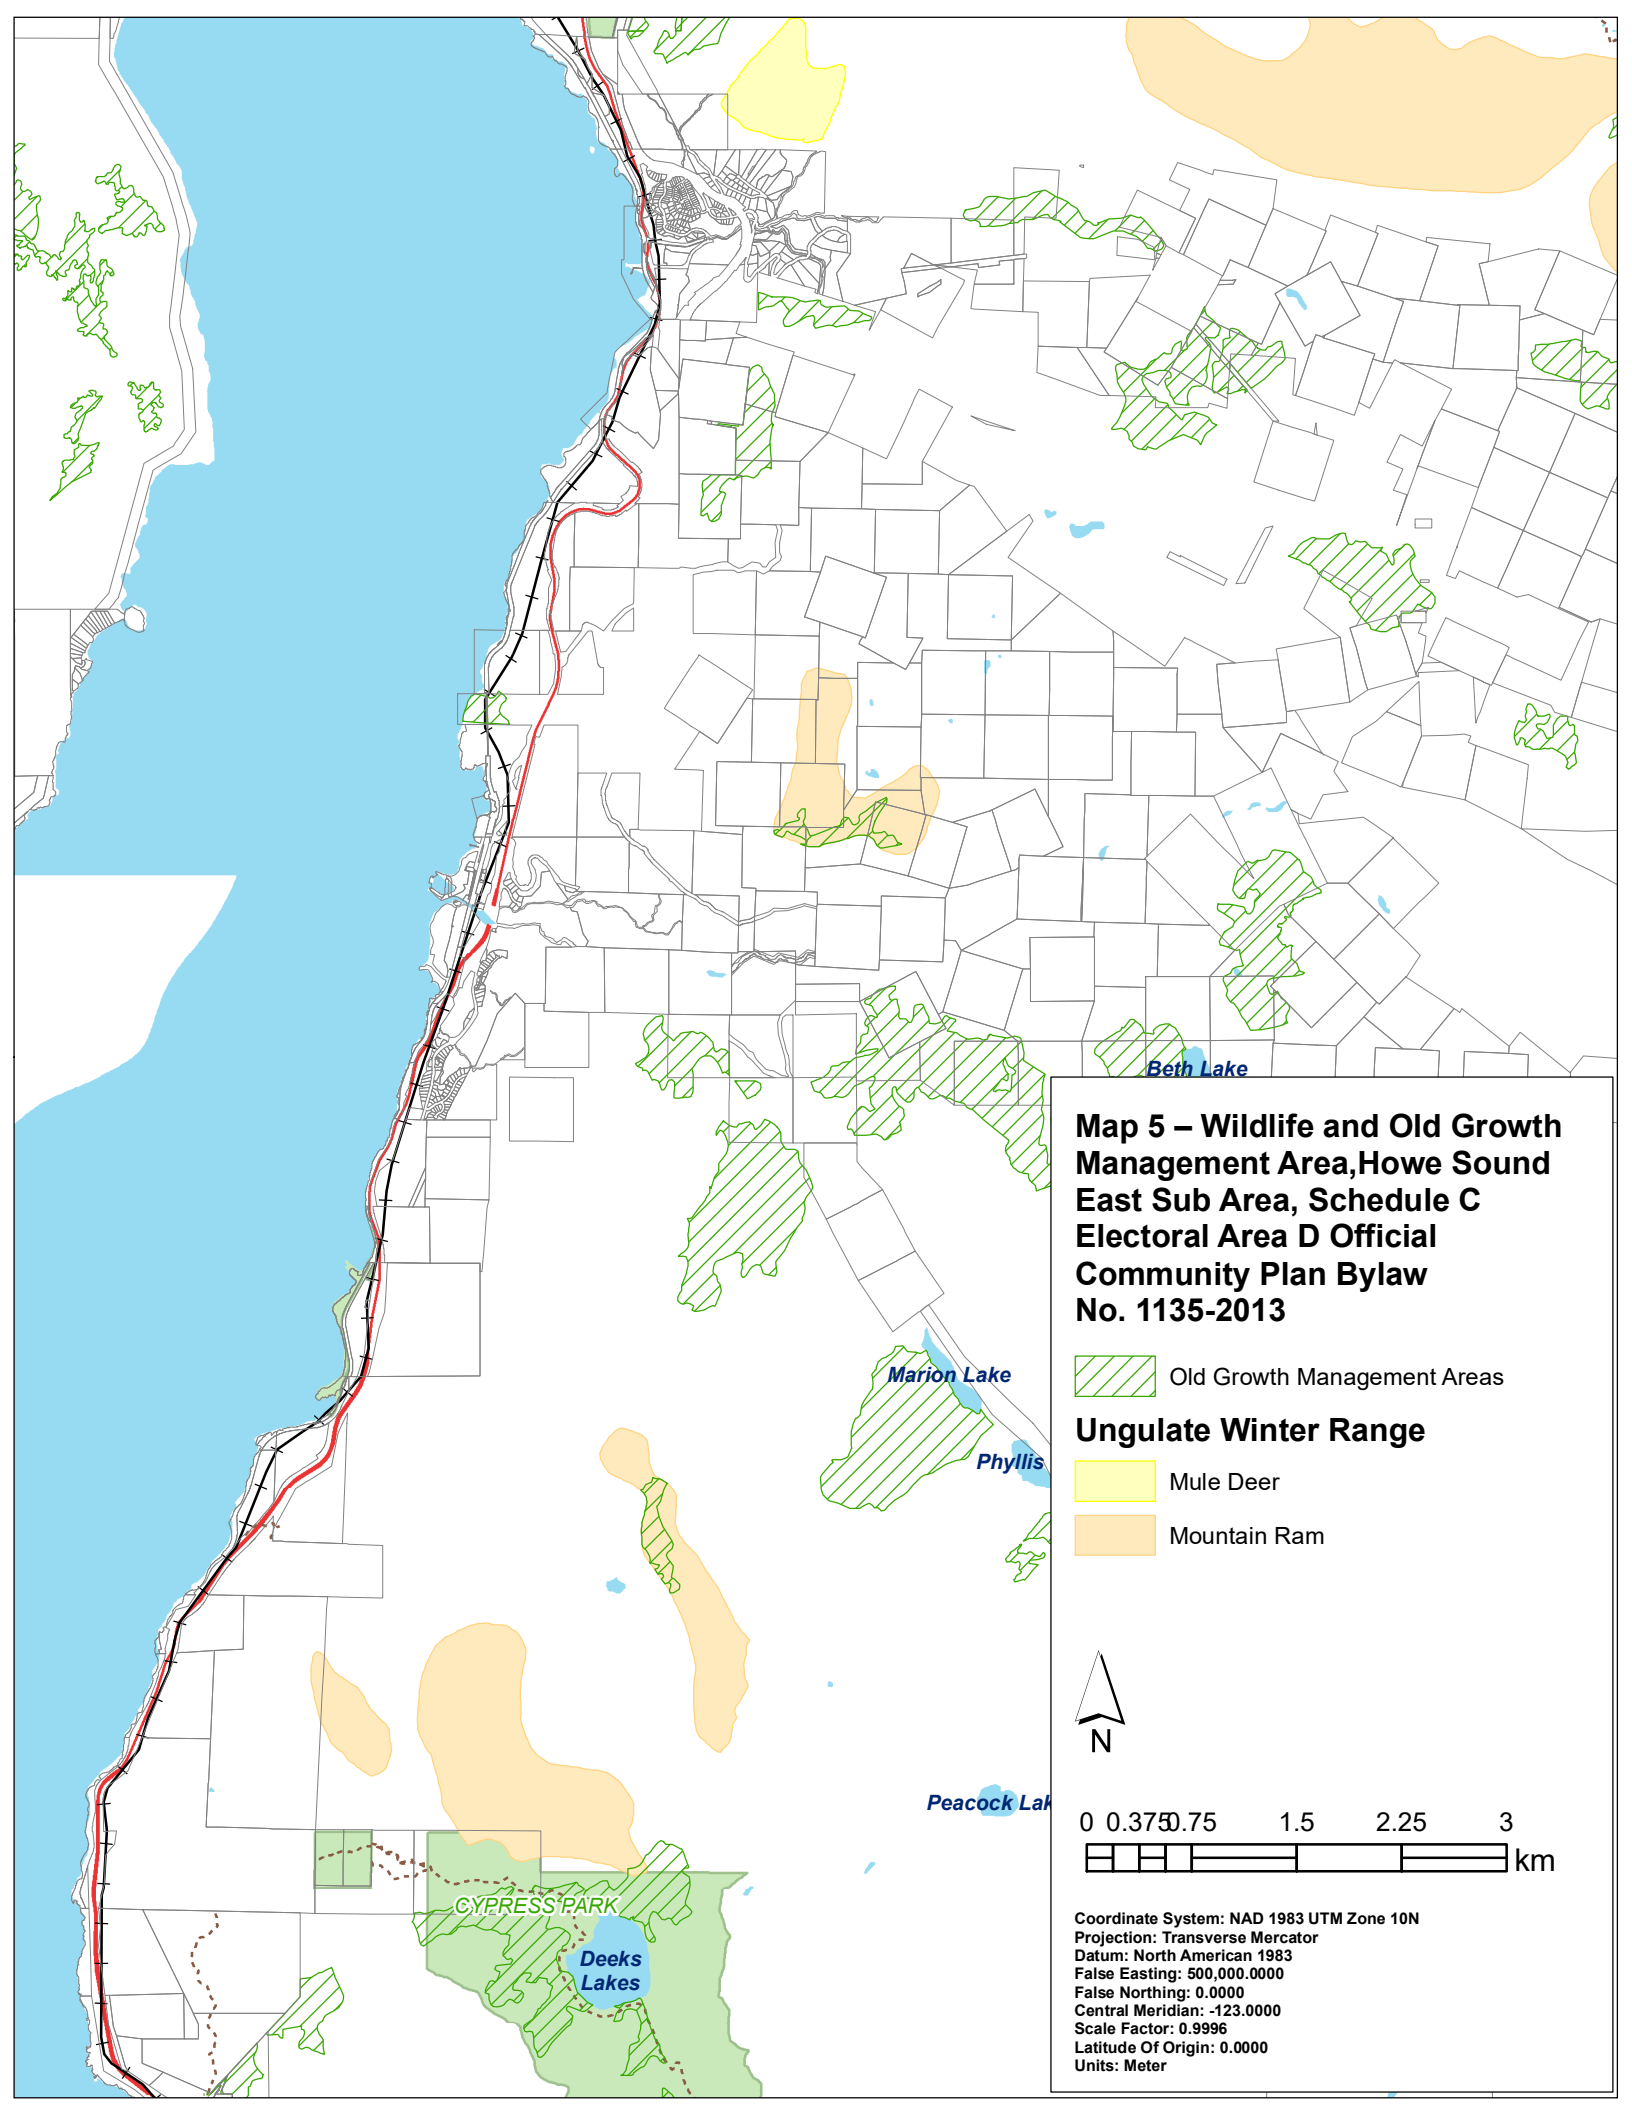 Beth Lake
Map 5 – Wildlife and Old Growth
Management Area,Howe Sound
East Sub Area, Schedule C
Electoral Area D Official
Community Plan Bylaw
No. 1135-2013
Marion Lake
Old Growth Management Areas
Ungulate Winter Range
Phyllis
Mule Deer
Mountain Ram
N
Peacock Lak
0 0.375 0.75 1.5 2.25 3
km
CYPRESS PARK
Deeks
Lakes
Coordinate System: NAD 1983 UTM Zone 10N
Projection: Transverse Mercator
Datum: North American 1983
False Easting: 500,000.0000
False Northing: 0.0000
Central Meridian: -123.0000
Scale Factor: 0.9996
Latitude Of Origin: 0.0000
Units: Meter